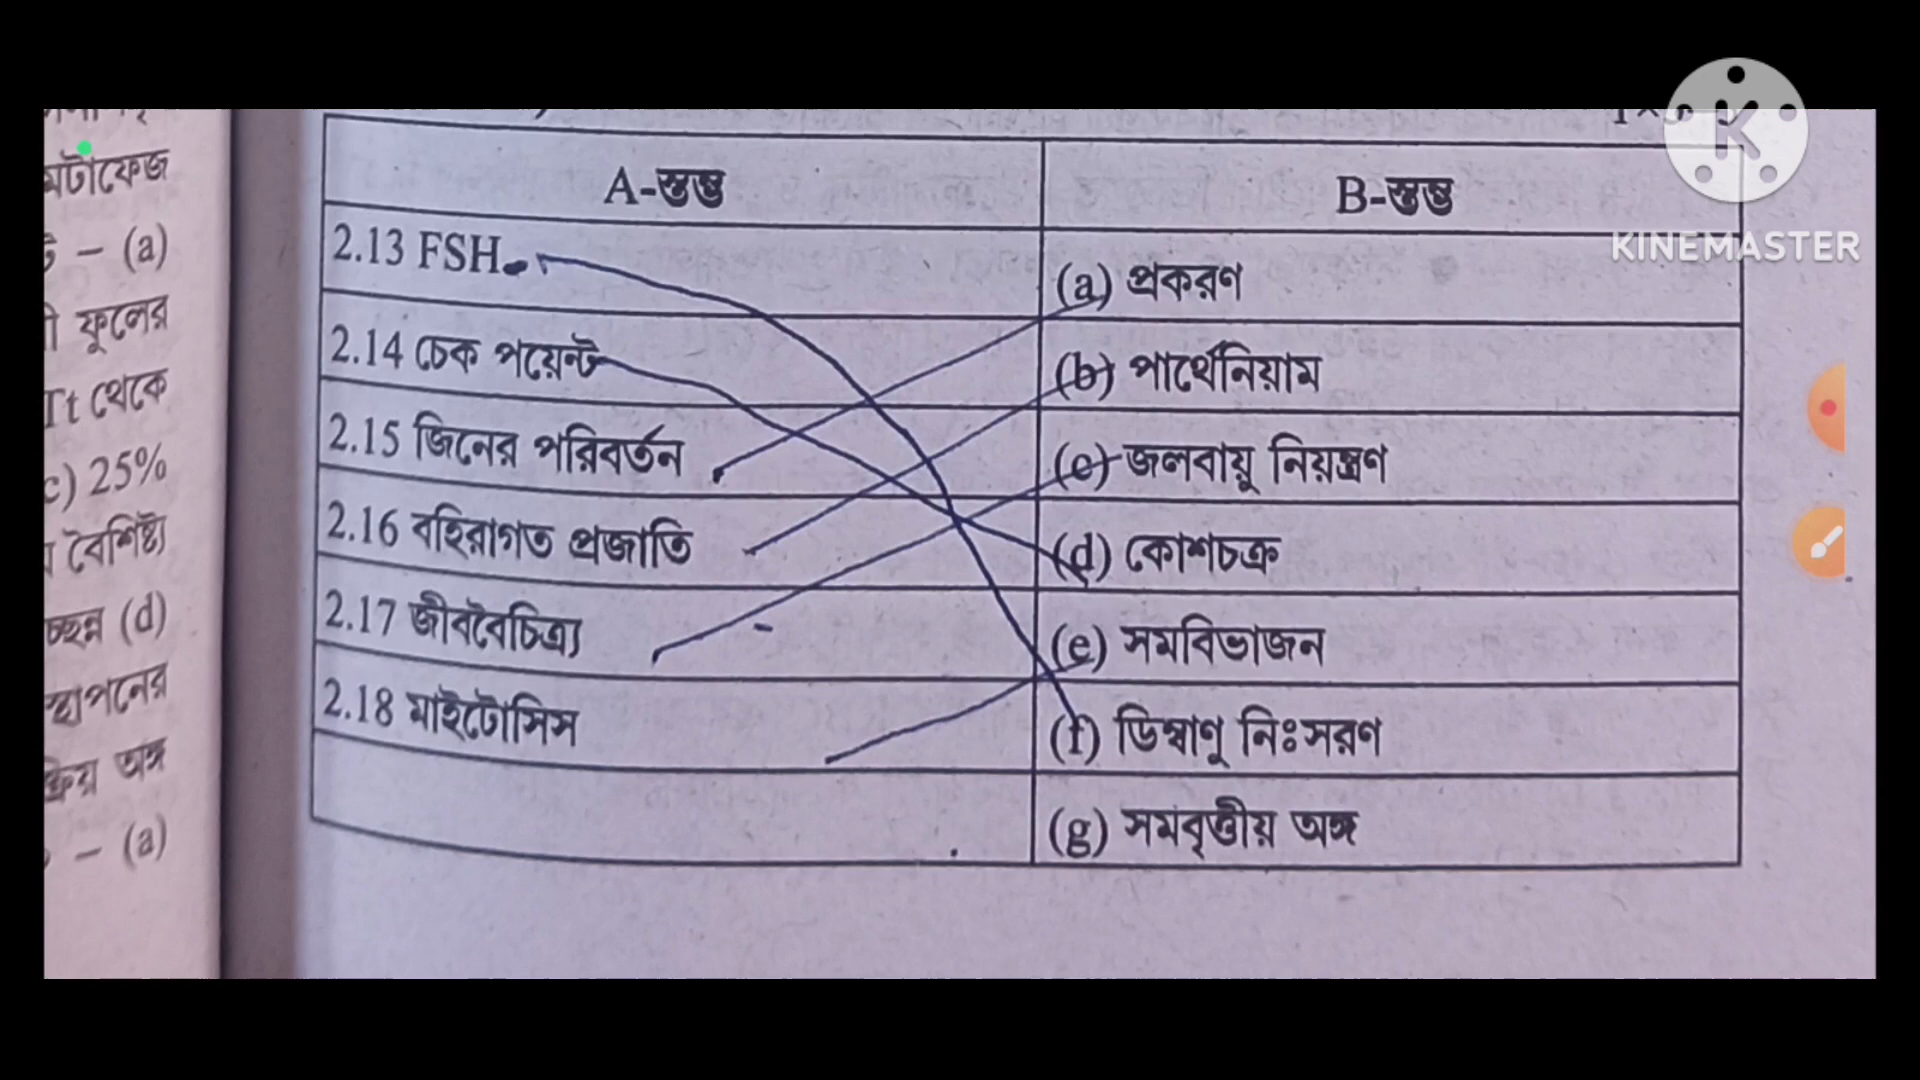 মটাফেজ
– (a)
ফুলের
Tt থেকে
c) 25%
বৈশিষ্ট্য
চ্ছন্ন (d)
স্থাপনের
ক্রিয় অঙ্গ
– (a)
A-স্তম্ভ B-স্তম্ভ
2.13 FSH (a) প্রকরণ
2.14 চেক পয়েন্ট (b) পার্থেনিয়াম
2.15 জিনের পরিবর্তন (c) জলবায়ু নিয়ন্ত্রণ
2.16 বহিরাগত প্রজাতি (d) কোশচক্র
2.17 জীববৈচিত্র্য (e) সমবিভাজন
2.18 মাইটোসিস (f) ডিম্বাণু নিঃসরণ
(g) সমবৃত্তীয় অঙ্গ
K
KINEMASTER